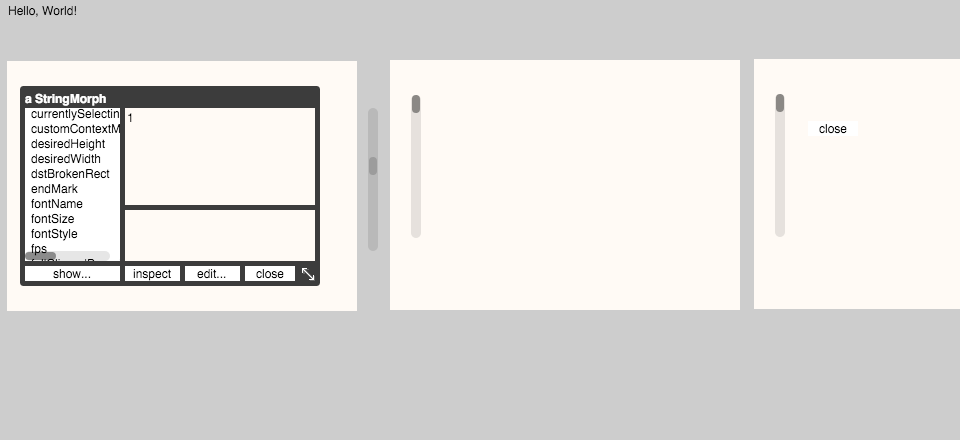 Hello, World!
a StringMorph
currentlySelectin
customContextM
desiredHeight
desiredWidth
dstBrokenRect
endMark
fontName
fontSize
fontStyle
fps
1
show...
inspect
edit...
close
close